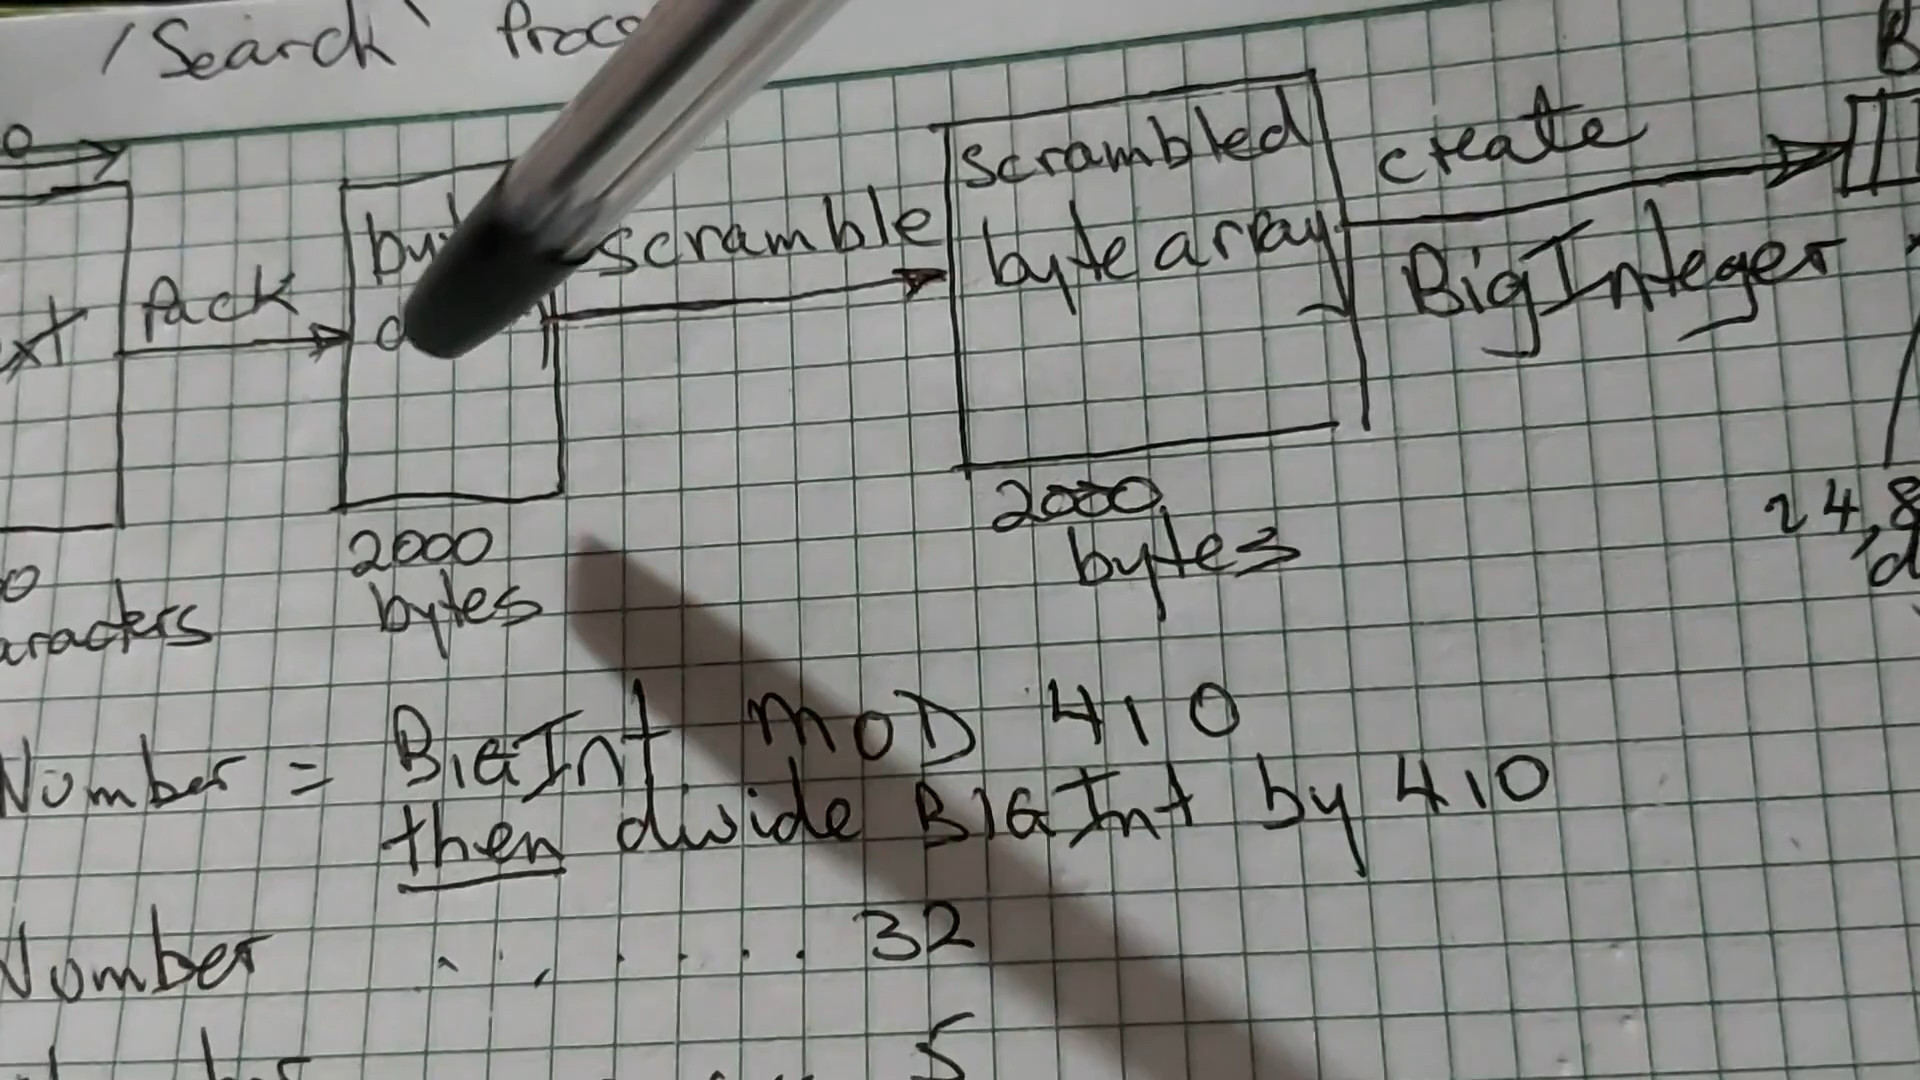 'Search'
Pack
scramble
scrambled
byte array
create
BigInteger
2000
bytes
2000
bytes
24,8
Number = BIGInt MOD 410
then divide BIGInt by 410
Number . . . . . . . 32
5